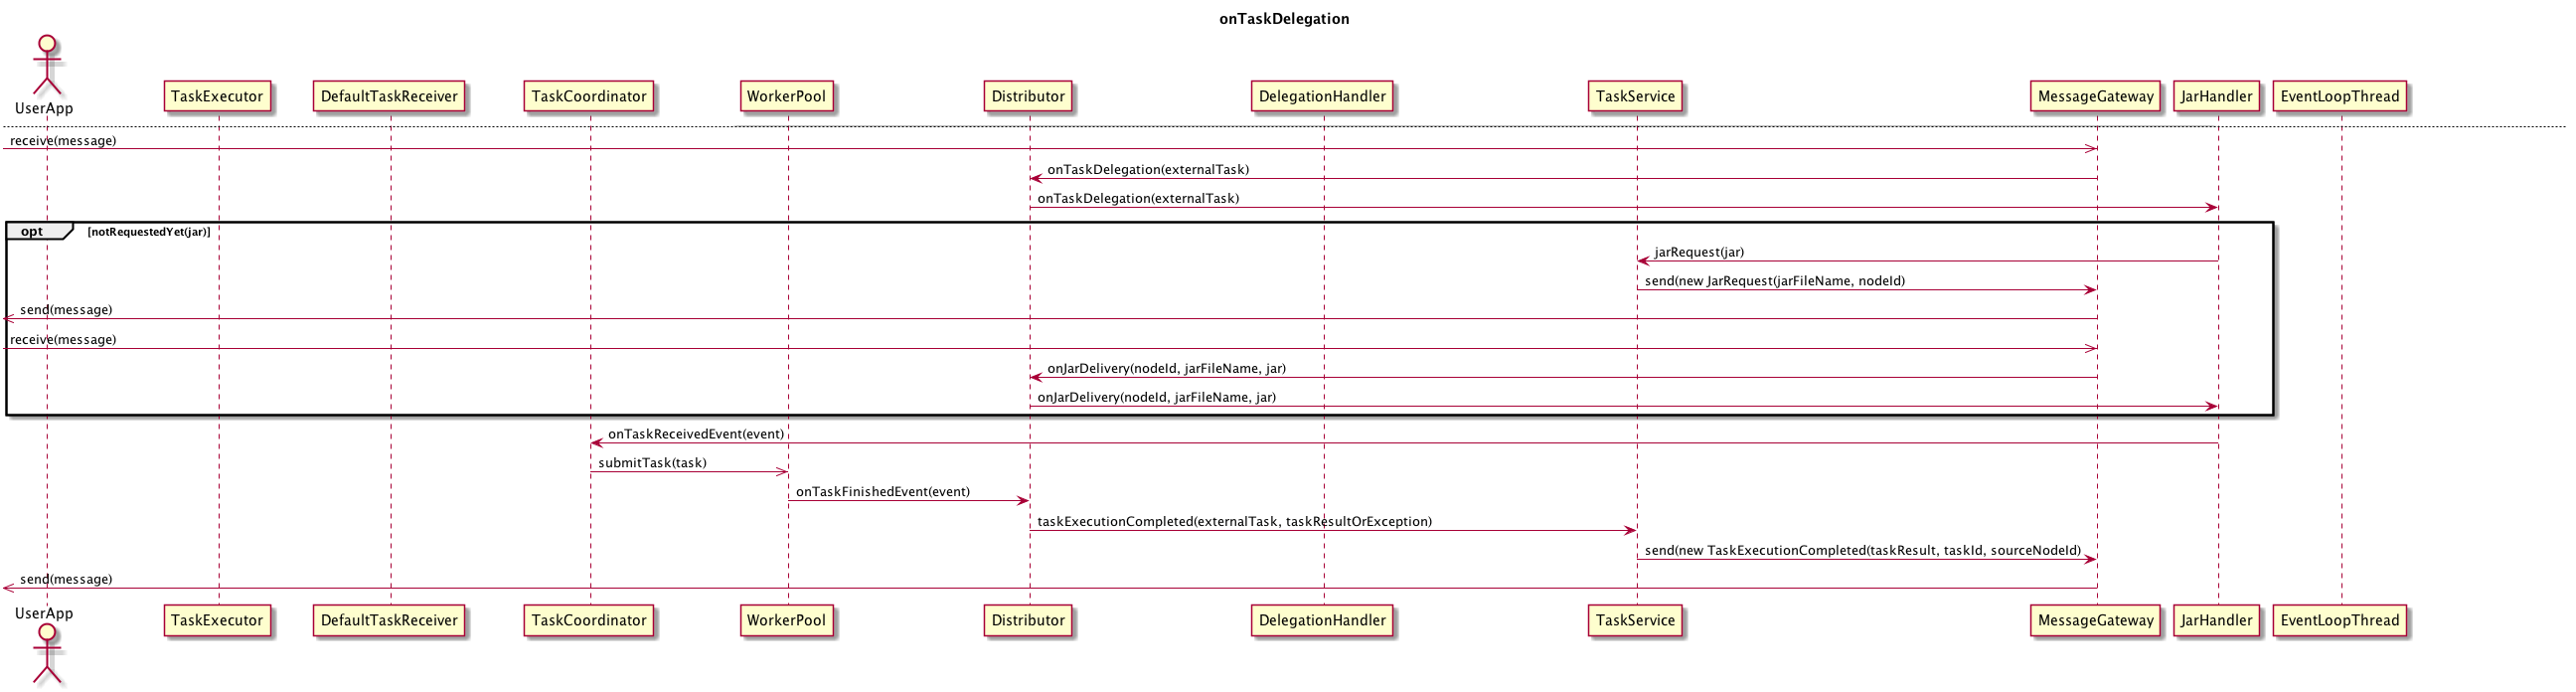 onTaskDelegation
UserApp
TaskExecutor
DefaultTaskReceiver
TaskCoordinator
WorkerPool
Distributor
DelegationHandler
TaskService
MessageGateway
JarHandler
EventLoopThread
receive(message)
onTaskDelegation(externalTask)
onTaskDelegation(externalTask)
opt
[notRequestedYet(jar)]
jarRequest(jar)
send(new JarRequest(jarFileName, nodeId)
send(message)
receive(message)
onJarDelivery(nodeId, jarFileName, jar)
onJarDelivery(nodeId, jarFileName, jar)
onTaskReceivedEvent(event)
submitTask(task)
onTaskFinishedEvent(event)
taskExecutionCompleted(externalTask, taskResultOrException)
send(new TaskExecutionCompleted(taskResult, taskId, sourceNodeId)
send(message)
UserApp
TaskExecutor
DefaultTaskReceiver
TaskCoordinator
WorkerPool
Distributor
DelegationHandler
TaskService
MessageGateway
JarHandler
EventLoopThread